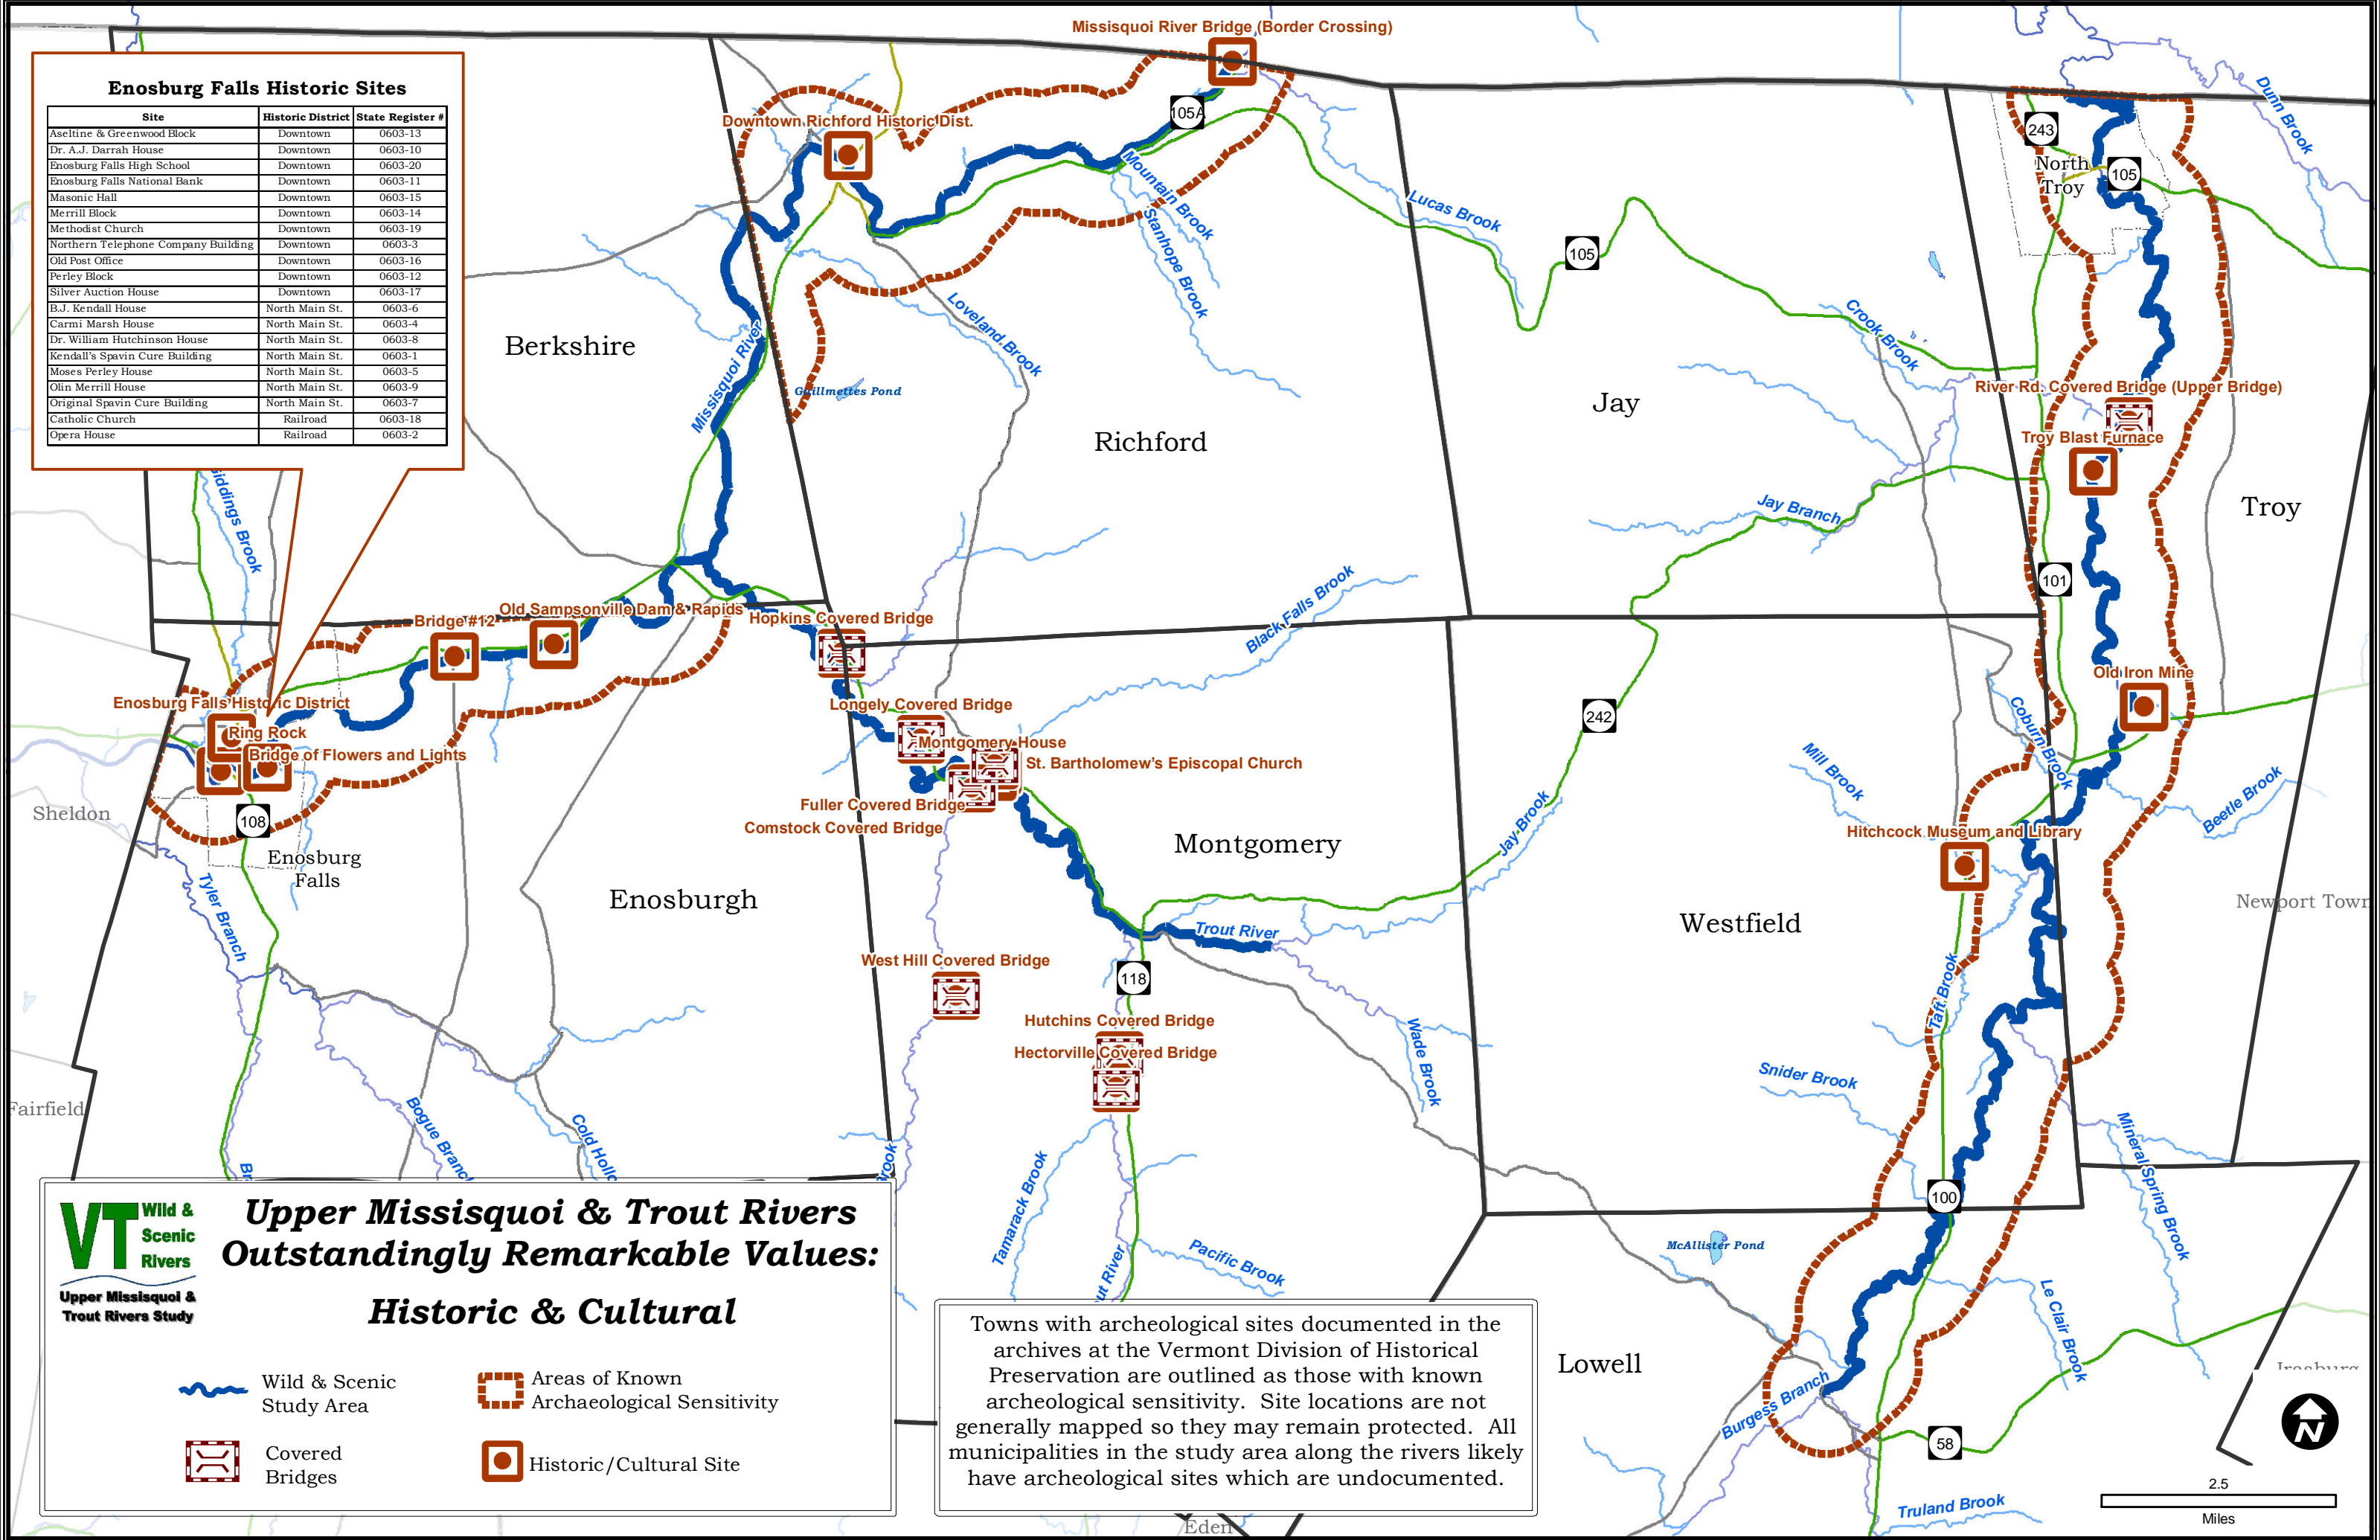 Missisquoi River Bridge (Border Crossing)
Enosburg Falls Historic Sites
Site Historic District State Register #
Aseltine & Greenwood Block Downtown 0603-13
Dr. A.J. Darrah House Downtown 0603-10
Enosburg Falls High School Downtown 0603-20
Enosburg Falls National Bank Downtown 0603-11
Masonic Hall Downtown 0603-15
Merrill Block Downtown 0603-14
Methodist Church Downtown 0603-19
Northern Telephone Company Building Downtown 0603-3
Old Post Office Downtown 0603-16
Perley Block Downtown 0603-12
Silver Auction House Downtown 0603-17
B.J. Kendall House North Main St. 0603-6
Carmi Marsh House North Main St. 0603-4
Dr. William Hutchinson House North Main St. 0603-8
Kendall's Spavin Cure Building North Main St. 0603-1
Moses Perley House North Main St. 0603-5
Olin Merrill House North Main St. 0603-9
Original Spavin Cure Building North Main St. 0603-7
Catholic Church Railroad 0603-18
Opera House Railroad 0603-2
105A
Downtown Richford Historic Dist.
Dunn Brook
243
North
Troy
105
Mountain Brook
Stanhope Brook
Lucas Brook
105
Loveland Brook
Crook Brook
Berkshire
Missisquoi River
Guillmettes Pond
Richford
Jay
River Rd. Covered Bridge (Upper Bridge)
Troy Blast Furnace
Troy
Giddings Brook
Jay Branch
101
Black Falls Brook
Old Sampsonville Dam & Rapids
Bridge #12
Hopkins Covered Bridge
Old Iron Mine
Enosburg Falls Historic District
Ring Rock
Bridge of Flowers and Lights
Longely Covered Bridge
Montgomery House
St. Bartholomew's Episcopal Church
Fuller Covered Bridge
Comstock Covered Bridge
242
Coburn Brook
Mill Brook
Beetle Brook
Sheldon
108
Enosburg
Falls
Hitchcock Museum and Library
Jay Brook
Montgomery
Enosburgh
Tyler Branch
Newport Town
Westfield
Trout River
West Hill Covered Bridge
118
Taft Brook
Hutchins Covered Bridge
Hectorville Covered Bridge
Wade Brook
Snider Brook
Fairfield
Bogue Branch
Cold Hollo
Br
Brook
Mineral Spring Brook
100
Tamarack Brook
ut River
Pacific Brook
McAllister Pond
Le Clair Brook
VT Wild &
Scenic
Rivers
Upper Missisquoi &
Trout Rivers Study
Upper Missisquoi & Trout Rivers
Outstandingly Remarkable Values:
Historic & Cultural
Wild & Scenic
Study Area
Areas of Known
Archaeological Sensitivity
Covered
Bridges
Historic/Cultural Site
Towns with archeological sites documented in the
archives at the Vermont Division of Historical
Preservation are outlined as those with known
archeological sensitivity. Site locations are not
generally mapped so they may remain protected. All
municipalities in the study area along the rivers likely
have archeological sites which are undocumented.
Lowell
Burgess Branch
58
Truland Brook
Irasburg
N
2.5
Miles
Eden